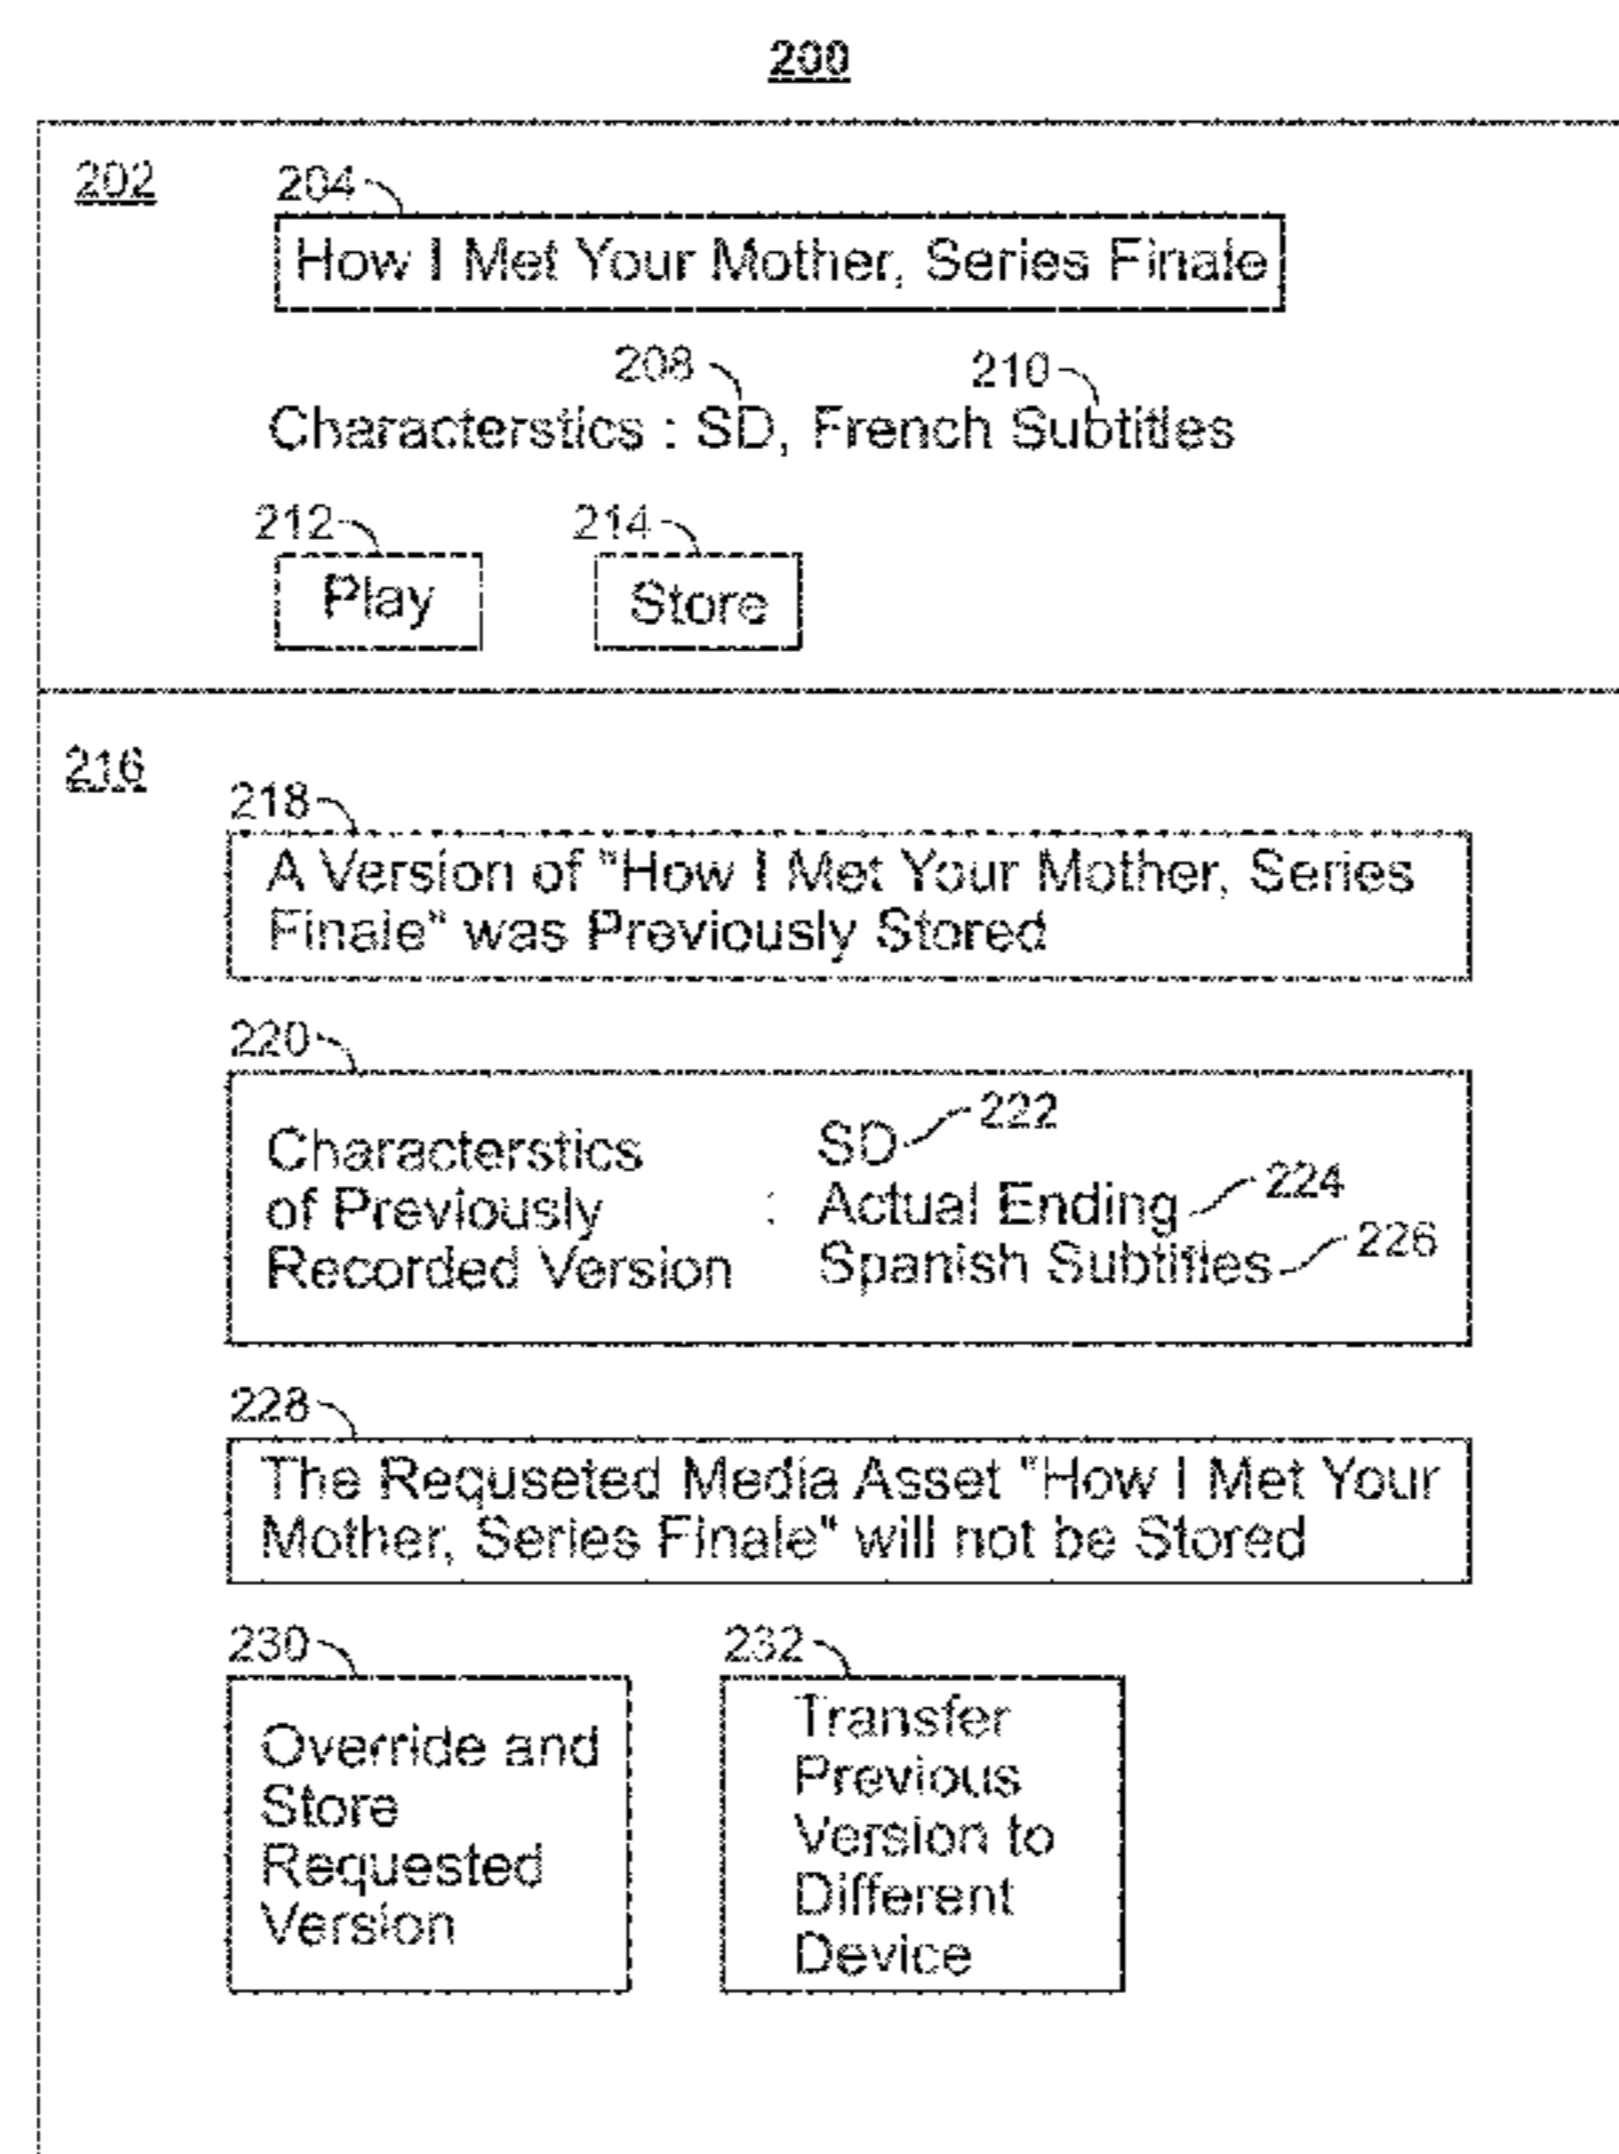 200
202
204
How I Met Your Mother, Series Finale
208
210
Characterstics : SD, French Subtitles
212
214
Play
Store
216
218
A Version of "How I Met Your Mother, Series
Finale" was Previously Stored
220
Characterstics
of Previously
Recorded Version
:
SD
222
Actual Ending
224
Spanish Subtitles
226
228
The Requseted Media Asset "How I Met Your
Mother, Series Finale" will not be Stored
230
Override and
Store
Requested
Version
232
Transfer
Previous
Version to
Different
Device